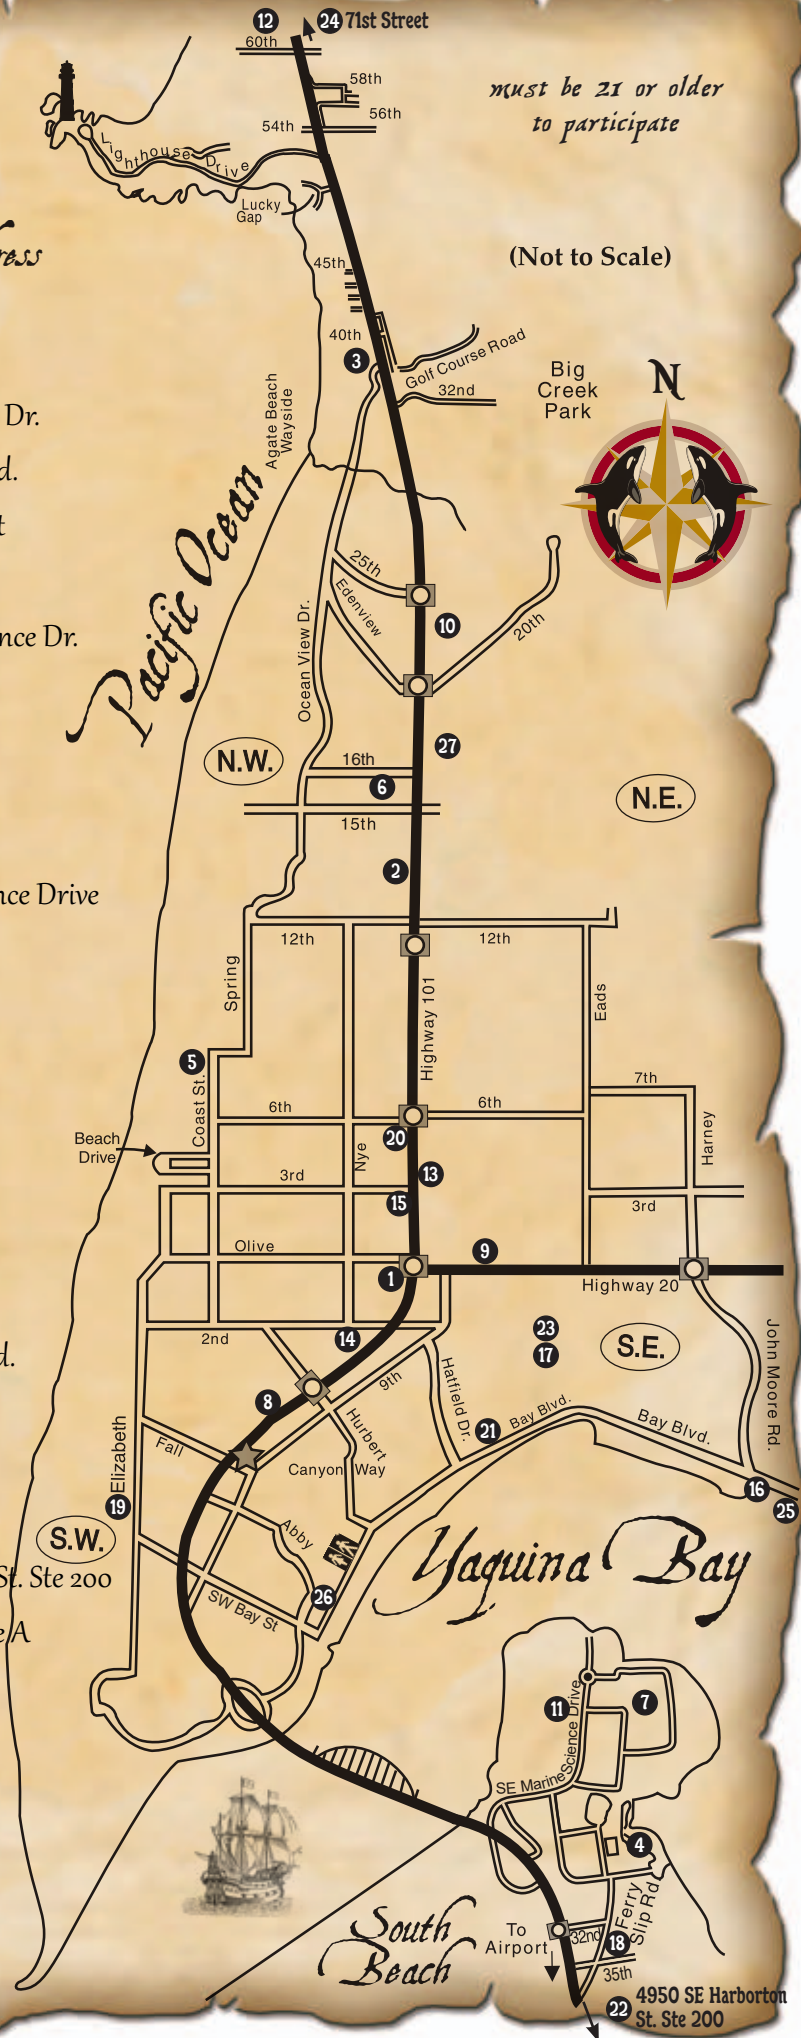 12
24 71st Street
60th
58th
56th
54th
must be 21 or older
to participate
Lighthouse Drive
Lucky
Gap
ress
(Not to Scale)
45th
40th
3
Golf Course Road
32nd
Big
Creek
Park
N
Agate Beach
Wayside
Dr.
d.
t
Pacific Ocean
25th
Edenview
10
20th
nce Dr.
Ocean View Dr.
27
N.W.
16th
6
N.E.
15th
2
nce Drive
12th
12th
Spring
Highway 101
Eads
5
Coast St.
7th
6th
6th
Harney
Beach
Drive
20
Nye
13
3rd
15
3rd
Olive
9
1
Highway 20
2nd
14
23
17
S.E.
John Moore Rd.
d.
9th
Hatfield Dr.
8
Hurbert
21
Bay Blvd.
Bay Blvd.
Fall
Elizabeth
Canyon Way
16
25
19
S.W.
Abby
Yaquina Bay
St. Ste 200
26
SW Bay St
e A
11
7
SE Marine Science Drive
4
South
Beach
To
Airport
32nd
18
Ferry
Slip Rd
35th
22 4950 SE Harborton
St. Ste 200